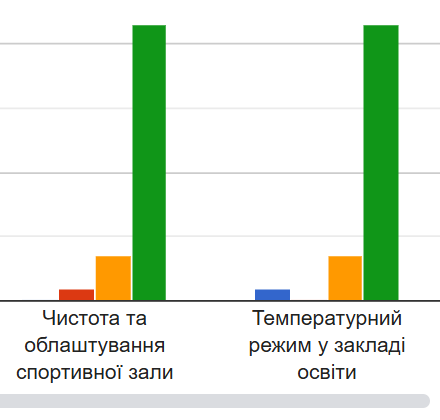 Чистота та
облаштування
спортивної зали
Температурний
режим у закладі
освіти